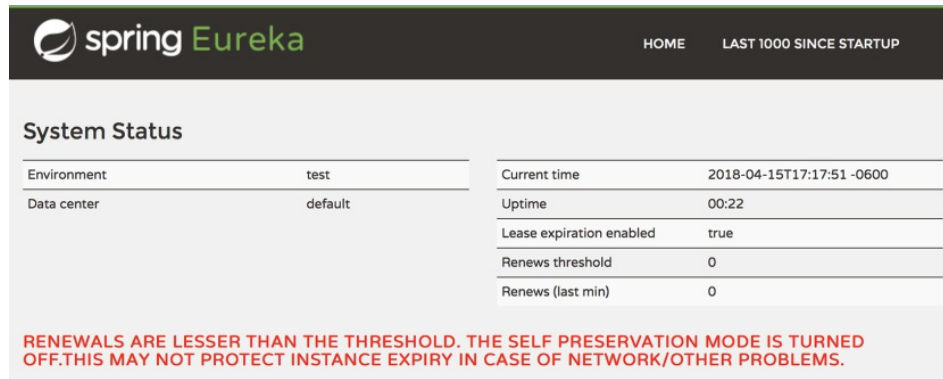 spring Eureka
HOME LAST 1000 SINCE STARTUP
System Status
Environment test
Data center default
Current time 2018-04-15T17:17:51 -0600
Uptime 00:22
Lease expiration enabled true
Renews threshold 0
Renews (last min) 0
RENEWALS ARE LESSER THAN THE THRESHOLD. THE SELF PRESERVATION MODE IS TURNED
OFF.THIS MAY NOT PROTECT INSTANCE EXPIRY IN CASE OF NETWORK/OTHER PROBLEMS.